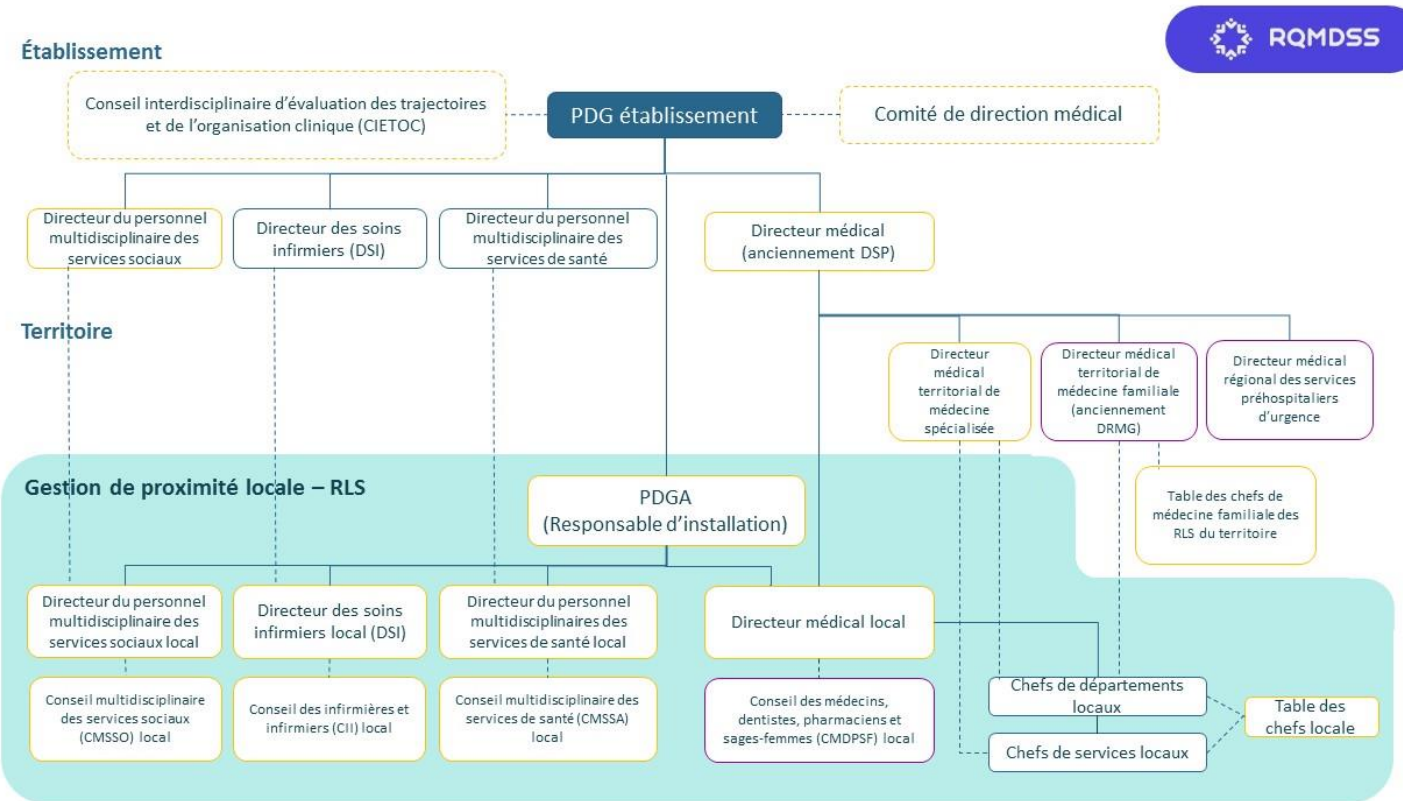 RQMDSS
Établissement
Conseil interdisciplinaire d'évaluation des trajectoires
et de l'organisation clinique (CIETOC)
PDG établissement
Comité de direction médical
Directeur du personnel
multidisciplinaire des
services sociaux
Directeur des soins
infirmiers (DSI)
Directeur du personnel
multidisciplinaire des
services de santé
Directeur médical
(anciennement DSP)
Territoire
Directeur
médical
territorial de
médecine
spécialisée
Directeur médical
territorial de
médecine familiale
(anciennement
DRMG)
Directeur médical
régional des services
préhospitaliers
d'urgence
Gestion de proximité locale – RLS
PDGA
(Responsable d'installation)
Table des chefs de
médecine familiale des
RLS du territoire
Directeur du personnel
multidisciplinaire des
services sociaux local
Directeur des soins
infirmiers local (DSI)
Directeur du personnel
multidisciplinaires des
services de santé local
Directeur médical local
Conseil multidisciplinaire
des services sociaux
(CMSSO) local
Conseil des infirmières et
infirmiers (CII) local
Conseil multidisciplinaire des
services de santé (CMSSA)
local
Conseil des médecins,
dentistes, pharmaciens et
sages-femmes (CMDPSF) local
Chefs de départements
locaux
Chefs de services locaux
Table des
chefs locale